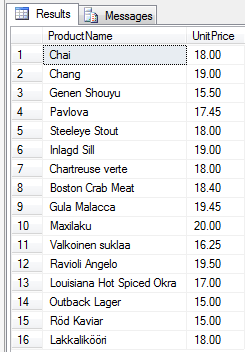 Results Messages
ProductName UnitPrice
1 Chai 18.00
2 Chang 19.00
3 Genen Shouyu 15.50
4 Pavlova 17.45
5 Steeleye Stout 18.00
6 Inlagd Sill 19.00
7 Chartreuse verte 18.00
8 Boston Crab Meat 18.40
9 Gula Malacca 19.45
10 Maxilaku 20.00
11 Valkoinen suklaa 16.25
12 Ravioli Angelo 19.50
13 Louisiana Hot Spiced Okra 17.00
14 Outback Lager 15.00
15 Röd Kaviar 15.00
16 Lakkalikööri 18.00